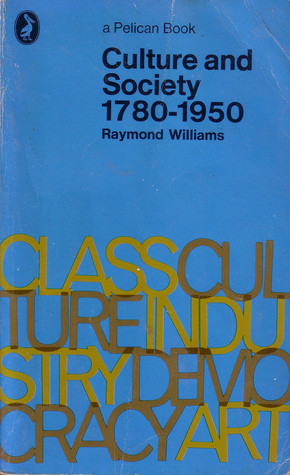 a Pelican Book
Culture and
Society
1780-1950
Raymond Williams
CLASSCUL
TUREINDU
STRYDEMO
CRACYART